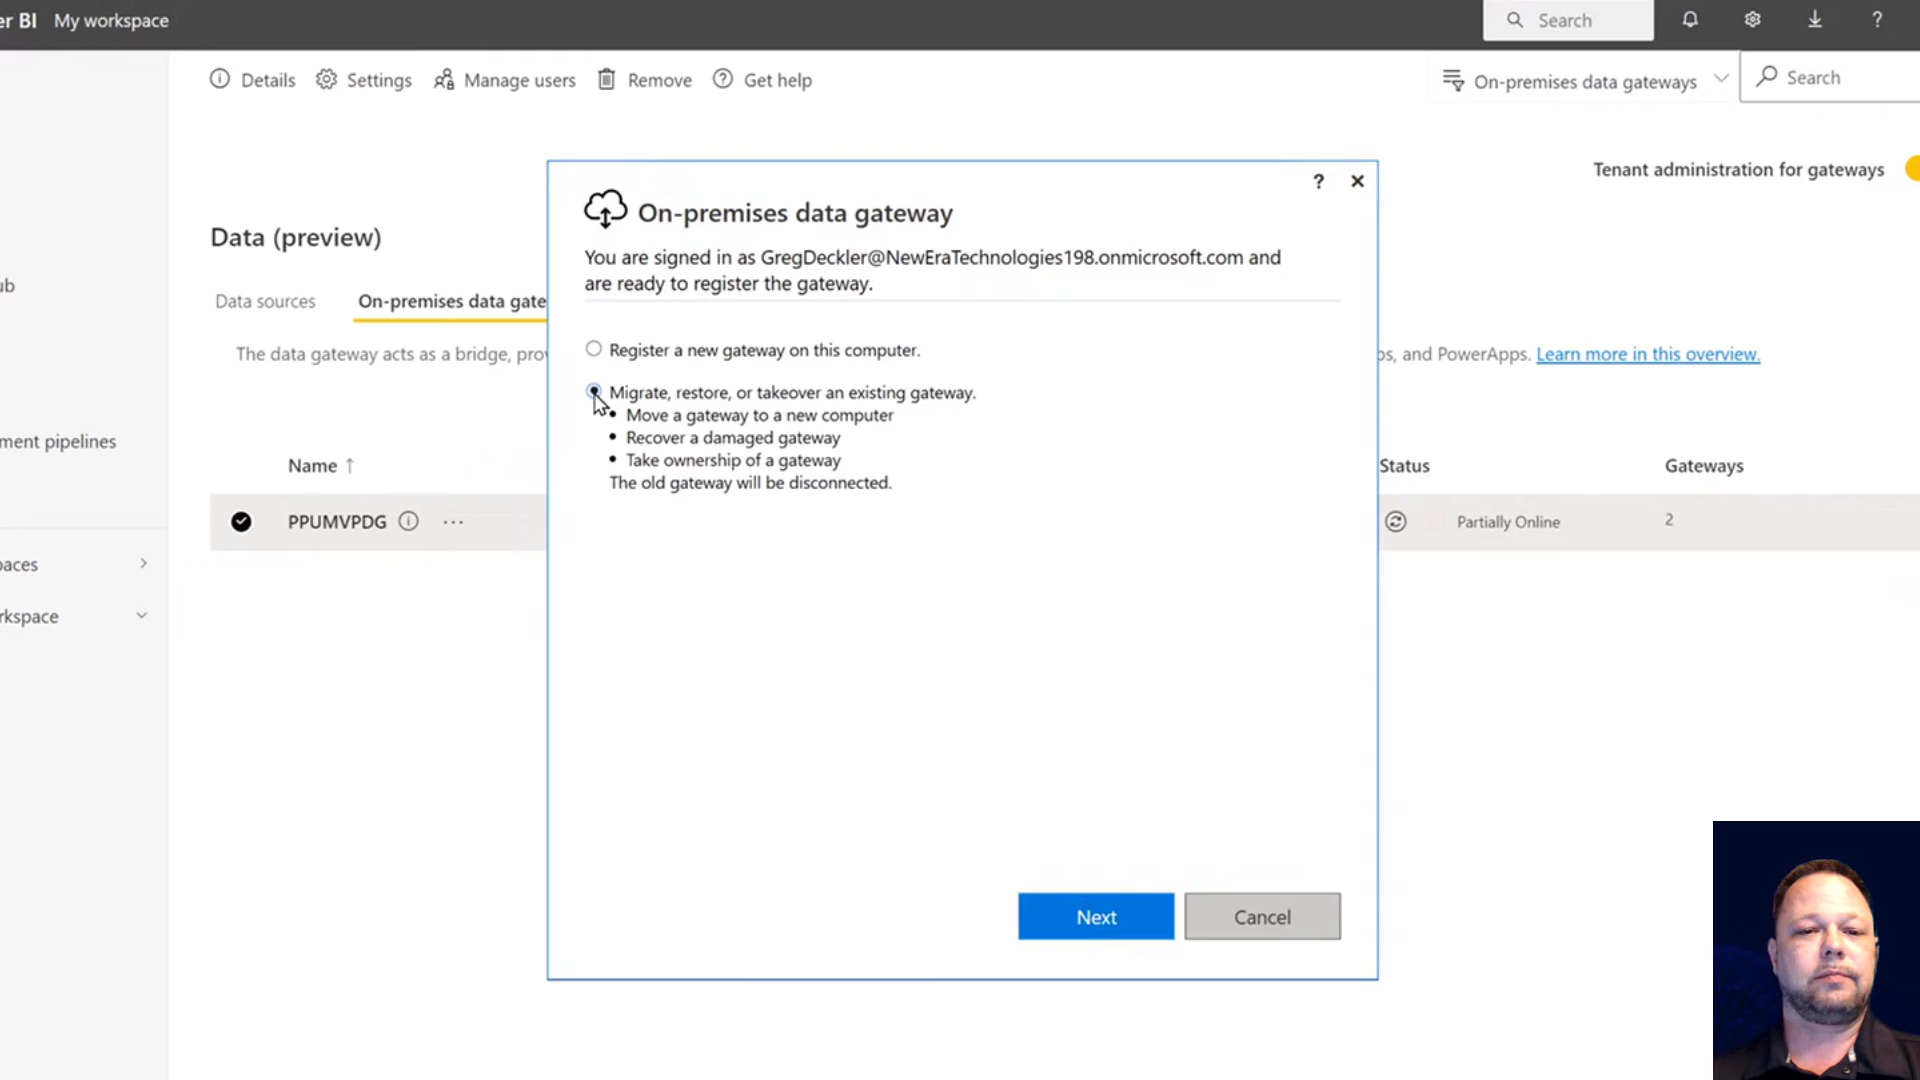 er BI My workspace
Search
?
Details Settings Manage users Remove Get help
On-premises data gateways
Search
Tenant administration for gateways
Data (preview)
ub
Data sources On-premises data gate
The data gateway acts as a bridge, pro
ps, and PowerApps. Learn more in this overview.
ment pipelines
Name ↑
Status Gateways
PPUMVPDG ...
Partially Online 2
paces
rkspace
? ×
On-premises data gateway
You are signed in as GregDeckler@NewEraTechnologies198.onmicrosoft.com and
are ready to register the gateway.
Register a new gateway on this computer.
Migrate, restore, or takeover an existing gateway.
• Move a gateway to a new computer
• Recover a damaged gateway
• Take ownership of a gateway
The old gateway will be disconnected.
Next Cancel